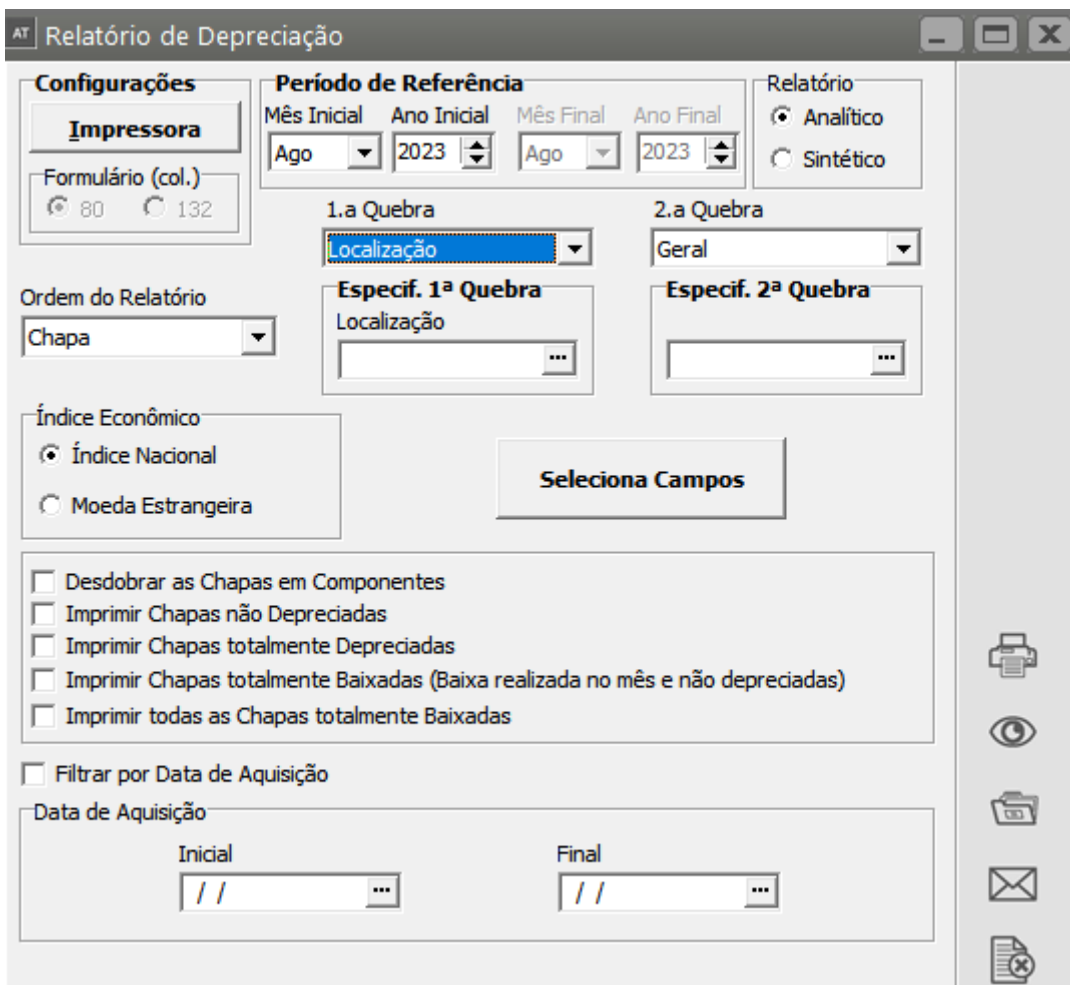 AT Relatório de Depreciação
Configurações
Impressora
Formulário (col.)
80 132
Período de Referência
Mês Inicial Ano Inicial Mês Final Ano Final
Ago 2023 Ago 2023
Relatório
Analítico
Sintético
1.a Quebra
Localização
2.a Quebra
Geral
Ordem do Relatório
Chapa
Especif. 1ª Quebra
Localização
...
Especif. 2ª Quebra
...
Índice Econômico
Índice Nacional
Moeda Estrangeira
Seleciona Campos
Desdobrar as Chapas em Componentes
Imprimir Chapas não Depreciadas
Imprimir Chapas totalmente Depreciadas
Imprimir Chapas totalmente Baixadas (Baixa realizada no mês e não depreciadas)
Imprimir todas as Chapas totalmente Baixadas
Filtrar por Data de Aquisição
Data de Aquisição
Inicial Final
/ / ... / / ...